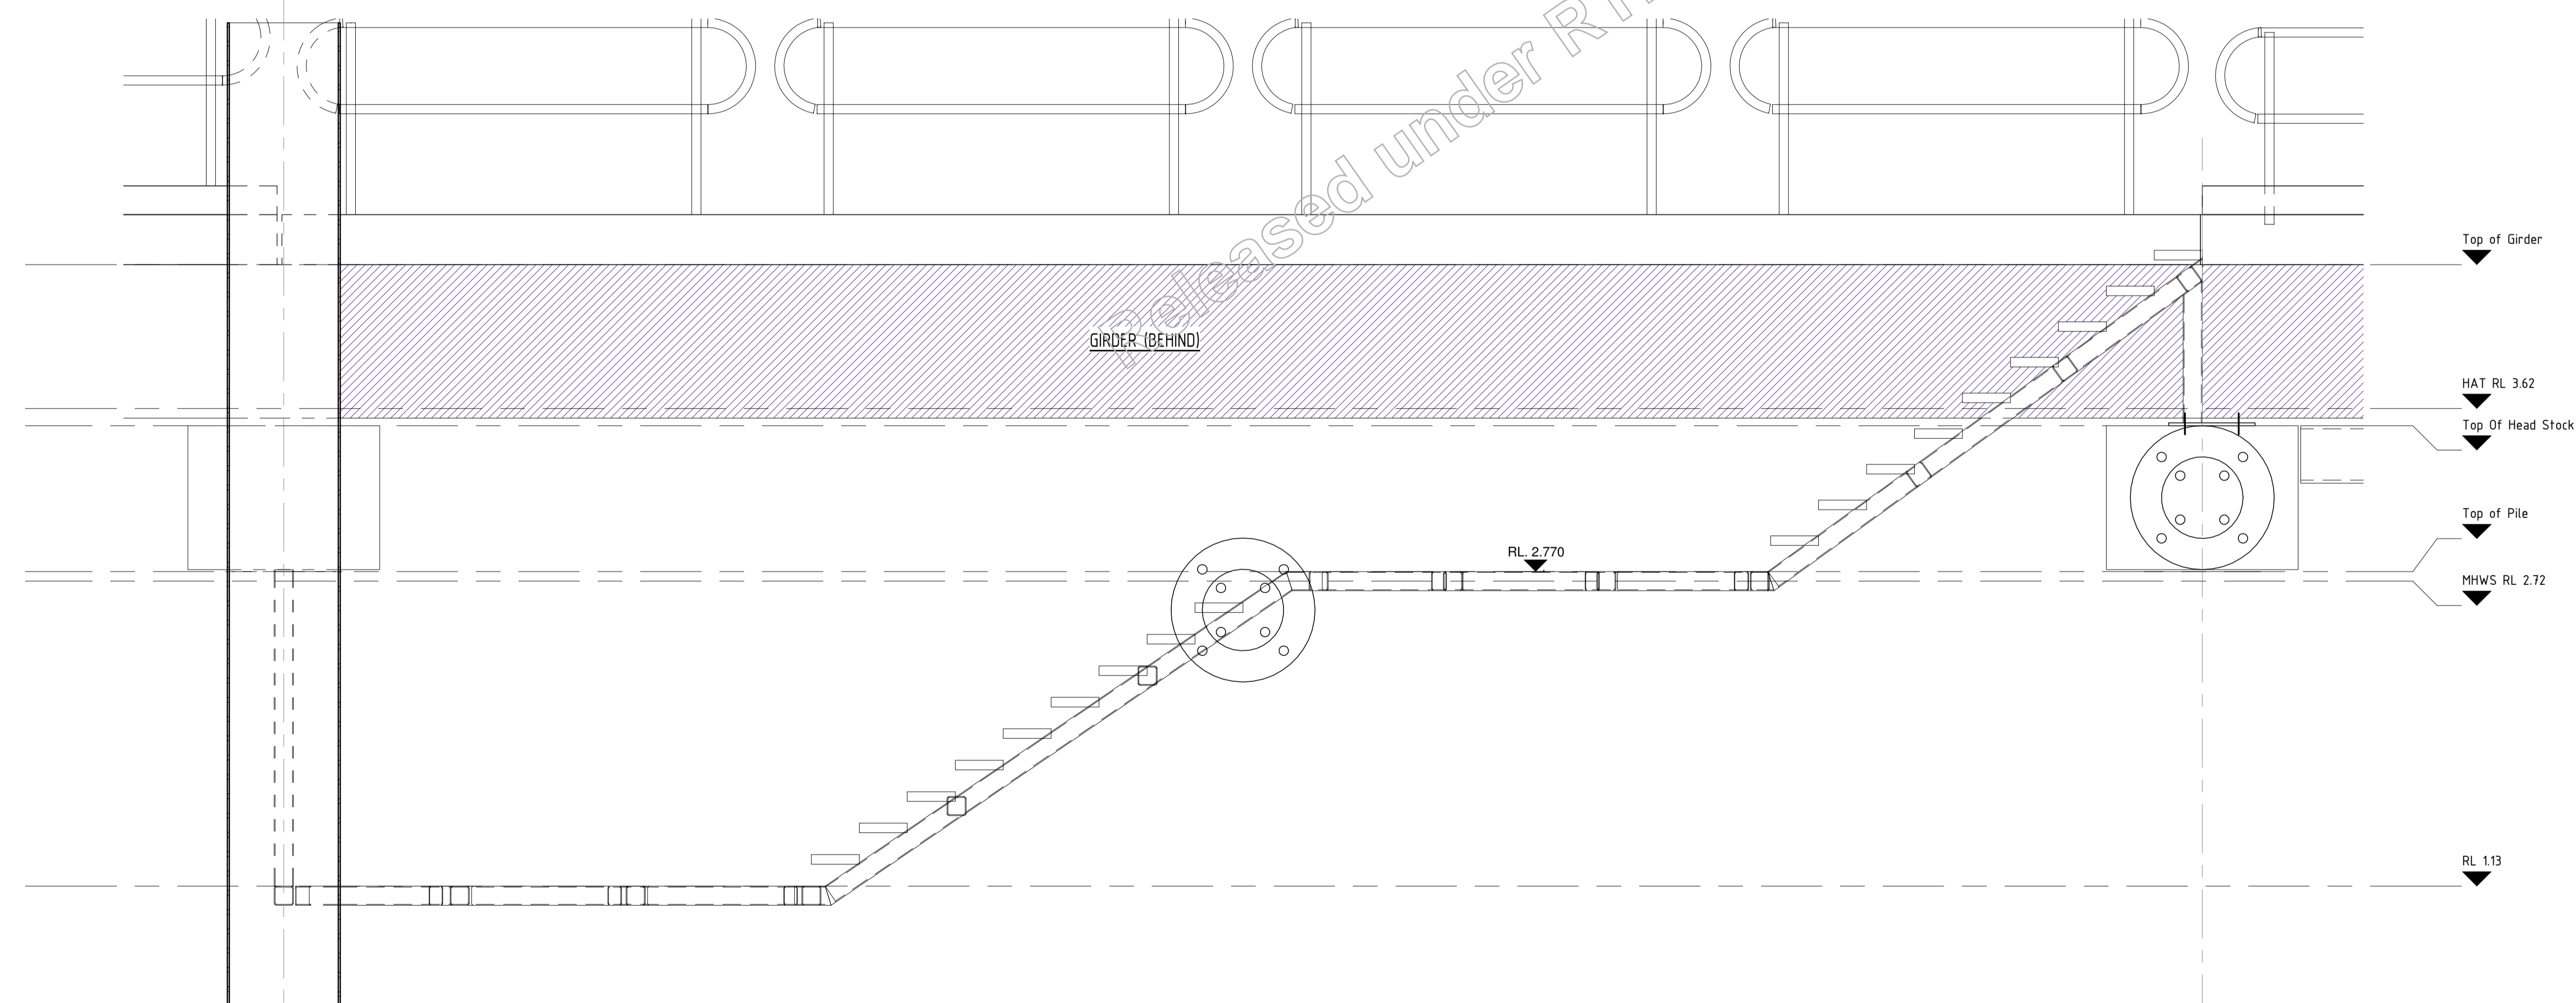 Released under RTI
Top of Girder
GIRDER (BEHIND)
HAT RL 3.62
Top Of Head Stock
Top of Pile
RL. 2.770
MHWS RL 2.72
RL 1.13